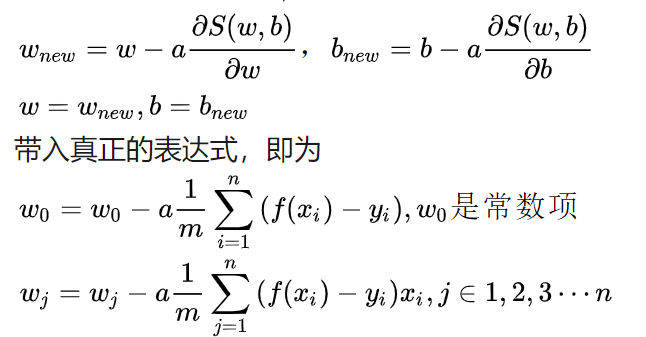 w_{new} = w - a\frac{\partial S(w,b)}{\partial w}, b_{new} = b - a\frac{\partial S(w,b)}{\partial b}
w = w_{new}, b = b_{new}
带入真正的表达式，即为
w_0 = w_0 - a\frac{1}{m}\sum_{i=1}^{n}(f(x_i) - y_i), w_0是常数项
w_j = w_j - a\frac{1}{m}\sum_{j=1}^{n}(f(x_i) - y_i)x_i, j \in 1,2,3 \cdots n